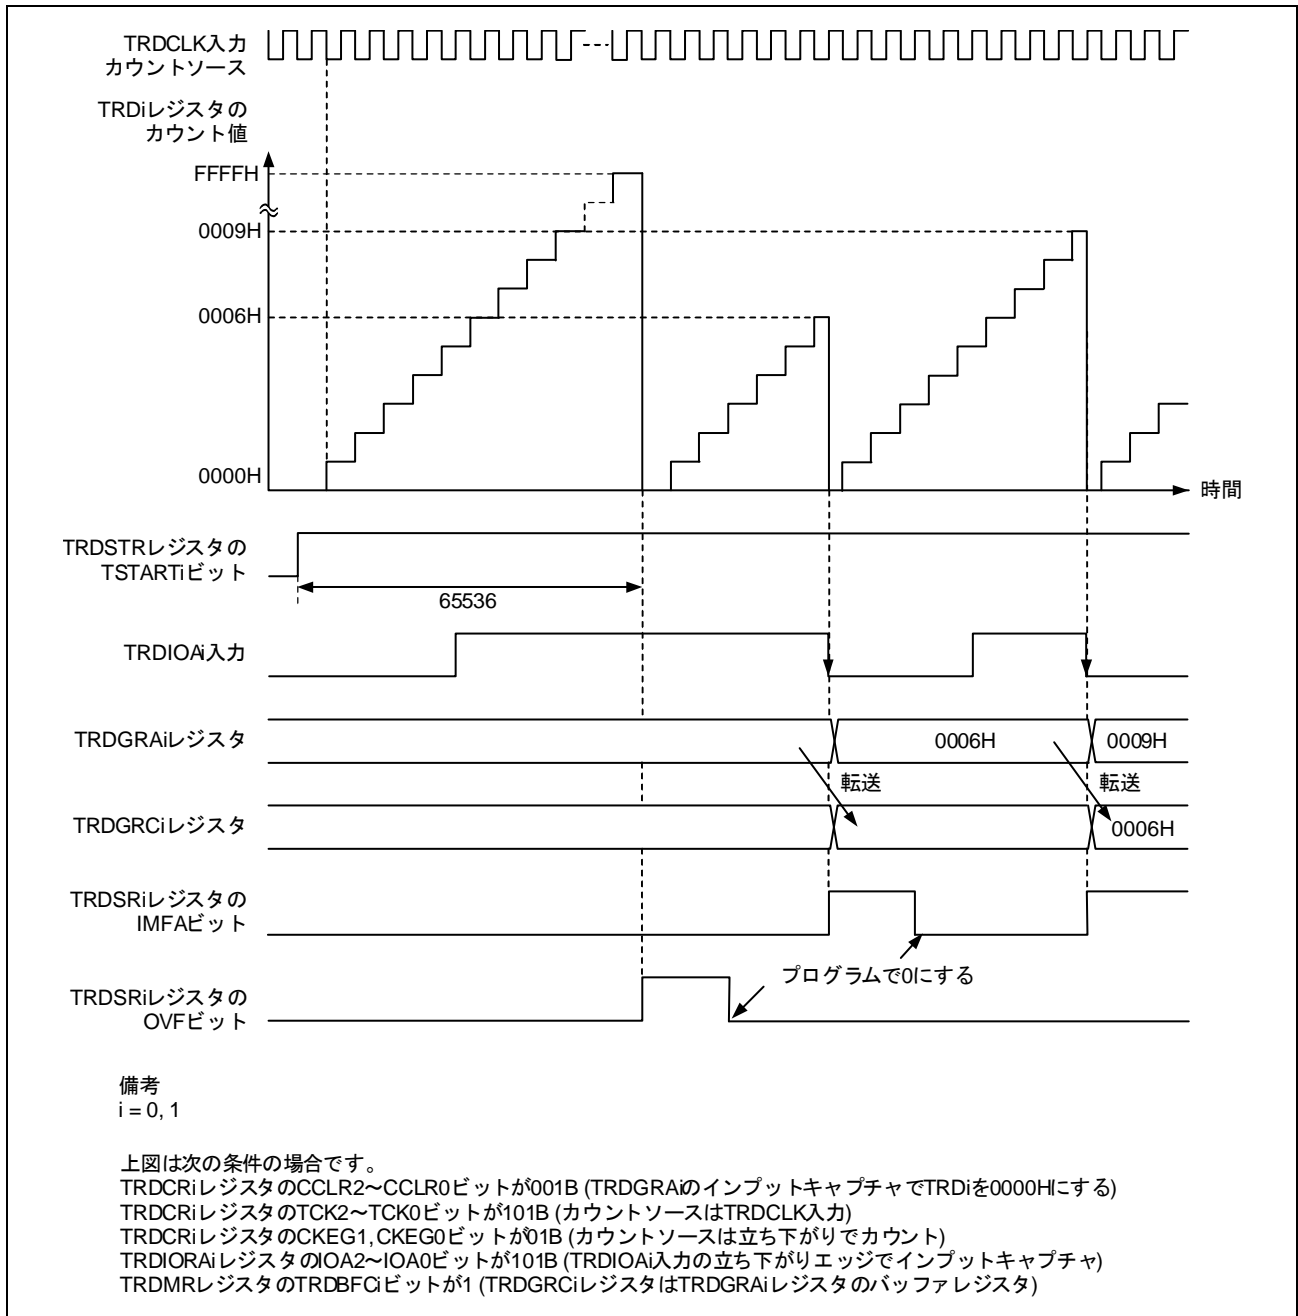 TRDCLK入力
カウントソース
TRDiレジスタの
カウント値
FFFFH
0009H
0006H
0000H
時間
TRDSTRレジスタの
TSTARTiビット
65536
TRDIOAi入力
TRDGRAiレジスタ
0006H
0009H
転送
転送
TRDGRCiレジスタ
0006H
TRDSRiレジスタの
IMFAビット
プログラムで0にする
TRDSRiレジスタの
OVFビット
備考
i = 0, 1
上図は次の条件の場合です。
TRDCRiレジスタのCCLR2～CCLR0ビットが001B (TRDGRAiのインプットキャプチャでTRDiを0000Hにする)
TRDCRiレジスタのTCK2～TCK0ビットが101B (カウントソースはTRDCLK入力)
TRDCRiレジスタのCKEG1, CKEG0ビットが01B (カウントソースは立ち下がりでカウント)
TRDIORAiレジスタのIOA2～IOA0ビットが101B (TRDIOAi入力の立ち下がりエッジでインプットキャプチャ)
TRDMRレジスタのTRDBFCiビットが1 (TRDGRCiレジスタはTRDGRAiレジスタのバッファレジスタ)